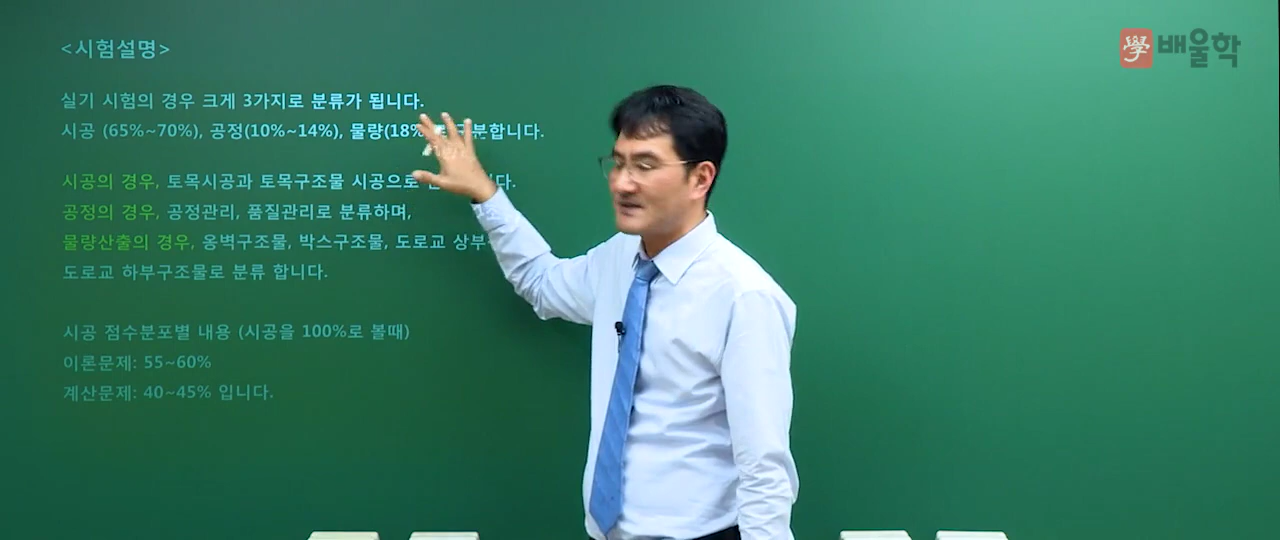 <시험설명>
學 배울학
실기 시험의 경우 크게 3가지로 분류가 됩니다.
시공 (65%~70%), 공정(10%~14%), 물량(18% 구분합니다.
시공의 경우, 토목시공과 토목구조물 시공으로
공정의 경우, 공정관리, 품질관리로 분류하며,
물량산출의 경우, 옹벽구조물, 박스구조물, 도로교 상부
도로교 하부구조물로 분류 합니다.
시공 점수분포별 내용 (시공을 100%로 볼때)
이론문제: 55~60%
계산문제: 40~45% 입니다.